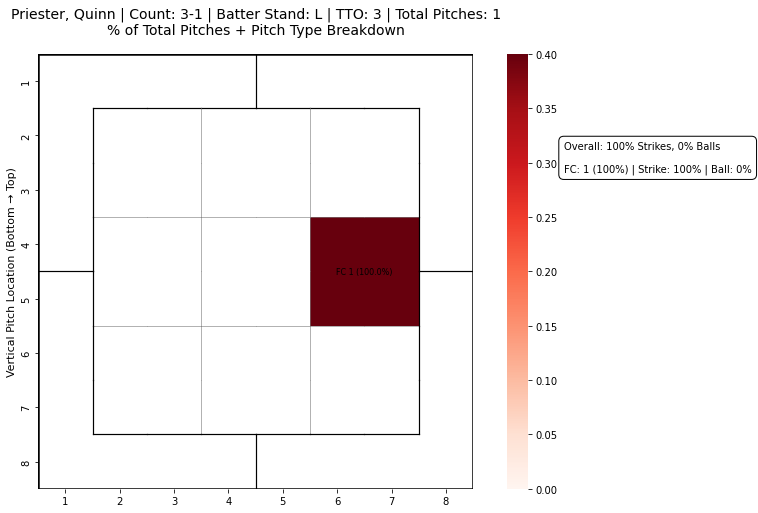 Priester, Quinn | Count: 3-1 | Batter Stand: L | TTO: 3 | Total Pitches: 1
% of Total Pitches + Pitch Type Breakdown
Vertical Pitch Location (Bottom → Top)
1
2
3
4
5
6
7
8
FC 1 (100.0%)
1 2 3 4 5 6 7 8
0.40
0.35
0.30
0.25
0.20
0.15
0.10
0.05
0.00
Overall: 100% Strikes, 0% Balls
FC: 1 (100%) | Strike: 100% | Ball: 0%